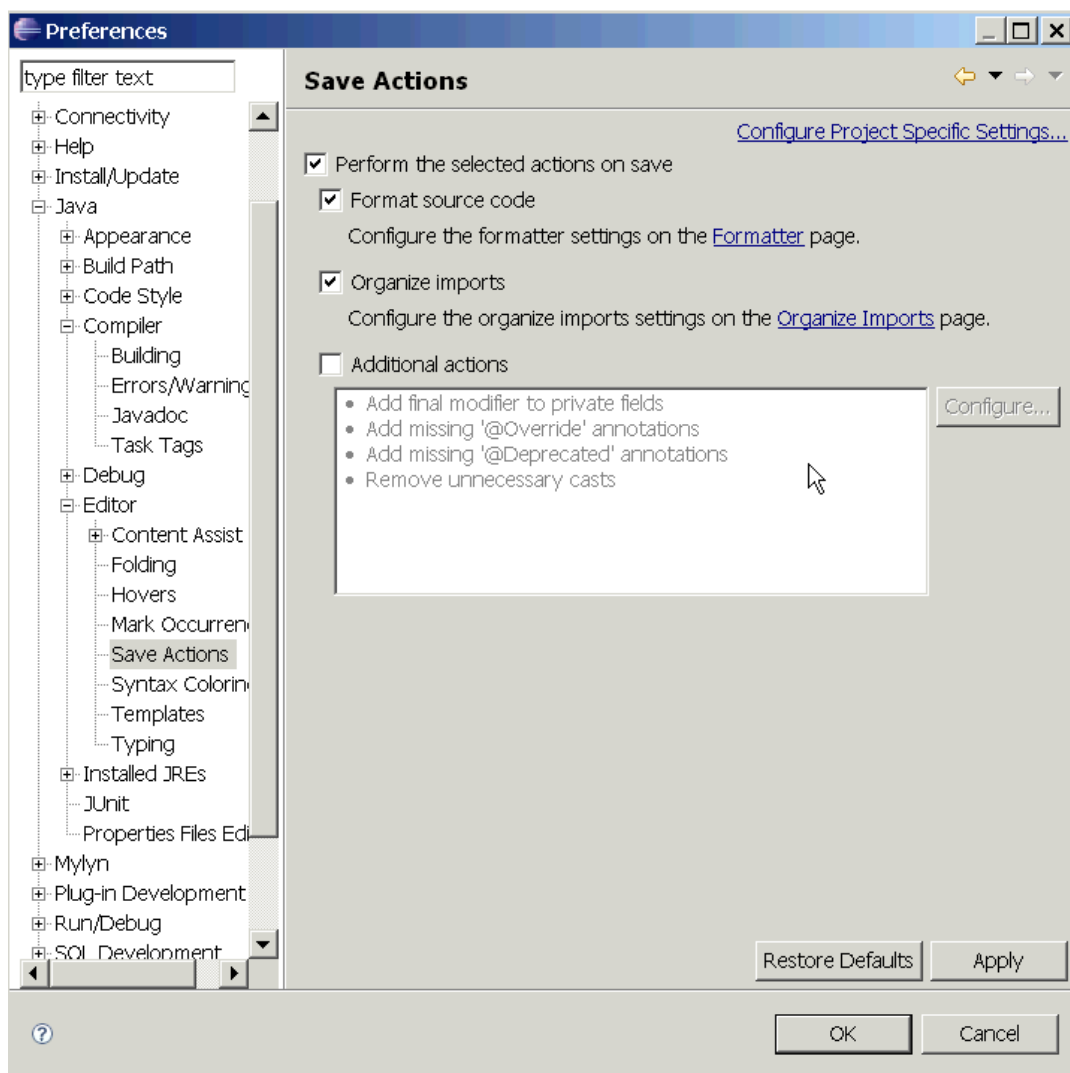 Preferences
type filter text
Connectivity
Help
Install/Update
Java
Appearance
Build Path
Code Style
Compiler
Building
Errors/Warning
Javadoc
Task Tags
Debug
Editor
Content Assist
Folding
Hovers
Mark Occurren
Save Actions
Syntax Colorin
Templates
Typing
Installed JREs
JUnit
Properties Files Edi
Mylyn
Plug-in Development
Run/Debug
SQL Development
Save Actions
Configure Project Specific Settings...
Perform the selected actions on save
Format source code
Configure the formatter settings on the Formatter page.
Organize imports
Configure the organize imports settings on the Organize Imports page.
Additional actions
• Add final modifier to private fields
• Add missing '@Override' annotations
• Add missing '@Deprecated' annotations
• Remove unnecessary casts
Configure...
Restore Defaults
Apply
?
OK
Cancel